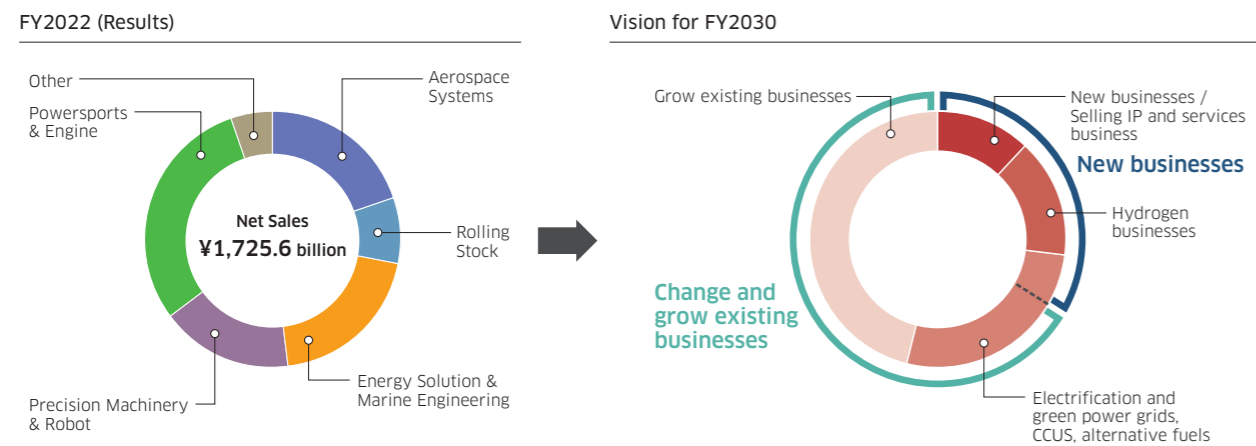 FY2022 (Results)
Other
Powersports
& Engine
Aerospace
Systems
Net Sales
¥1,725.6 billion
Rolling
Stock
Energy Solution &
Marine Engineering
Precision Machinery
& Robot
Vision for FY2030
Grow existing businesses
New businesses /
Selling IP and services
business
New businesses
Hydrogen
businesses
Change and
grow existing
businesses
Electrification and
green power grids,
CCUS, alternative fuels